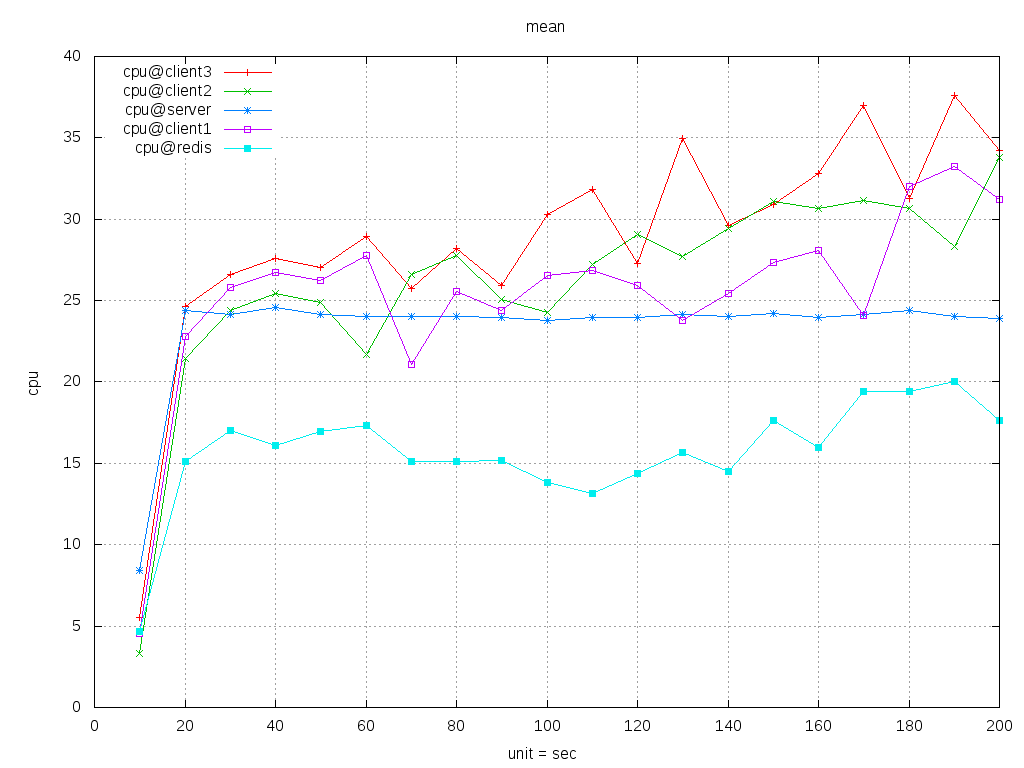 mean
40
35
30
25
20
15
10
5
0
cpu
cpu@client3
cpu@client2
cpu@server
cpu@client1
cpu@redis
0 20 40 60 80 100 120 140 160 180 200
unit = sec